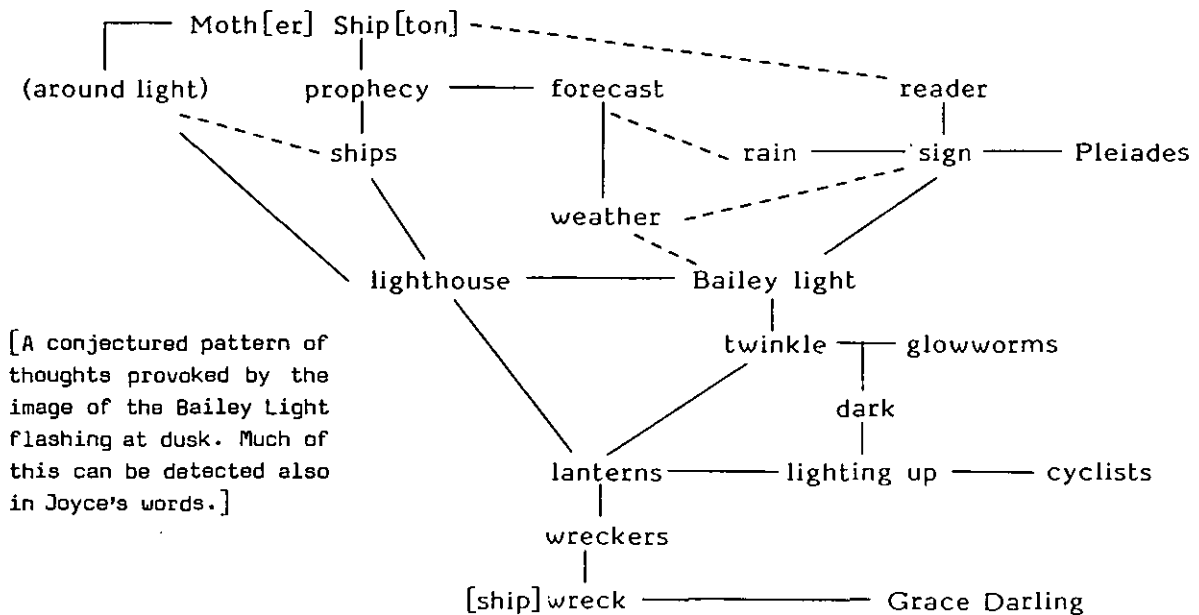 Moth[er] Ship[ton]
(around light) prophecy forecast reader
ships rain sign Pleiades
weather
lighthouse Bailey light
twinkle glowworms
dark
lanterns lighting up cyclists
wreckers
[ship]wreck Grace Darling
[A conjectured pattern of
thoughts provoked by the
image of the Bailey Light
flashing at dusk. Much of
this can be detected also
in Joyce's words.]